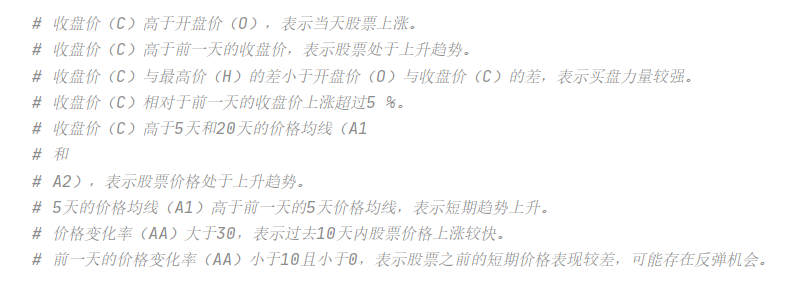 # 收盘价（C）高于开盘价（O），表示当天股票上涨。
# 收盘价（C）高于前一天的收盘价，表示股票处于上升趋势。
# 收盘价（C）与最高价（H）的差小于开盘价（O）与收盘价（C）的差，表示买盘力量较强。
# 收盘价（C）相对于前一天的收盘价上涨超过5 %。
# 收盘价（C）高于5天和20天的价格均线（A1
# 和
# A2），表示股票价格处于上升趋势。
# 5天的价格均线（A1）高于前一天的5天价格均线，表示短期趋势上升。
# 价格变化率（AA）大于30，表示过去10天内股票价格上涨较快。
# 前一天的价格变化率（AA）小于10且小于0，表示股票之前的短期价格表现较差，可能存在反弹机会。